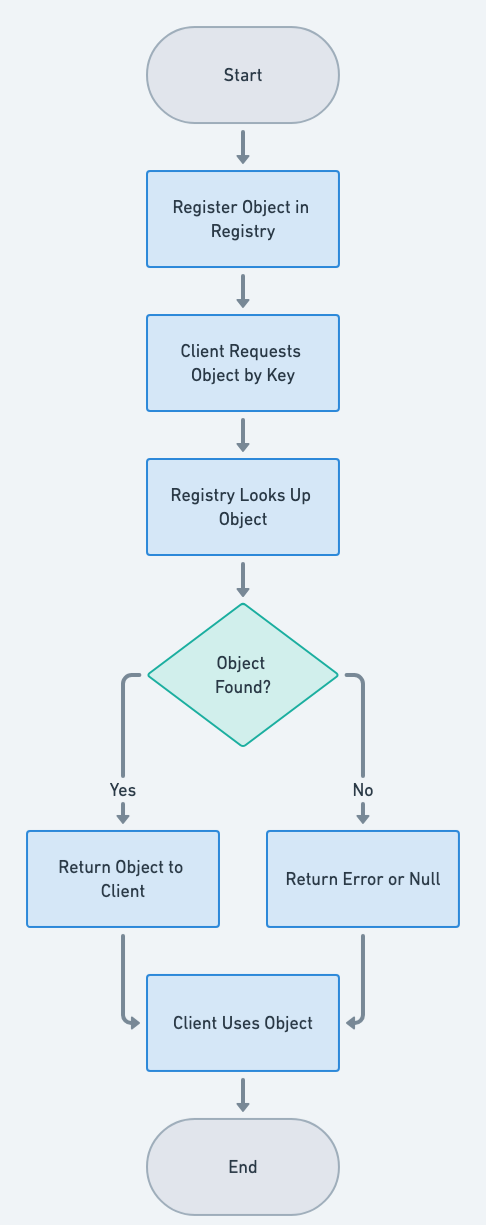 Start
Register Object in
Registry
Client Requests
Object by Key
Registry Looks Up
Object
Object
Found?
Yes
No
Return Object to
Client
Return Error or Null
Client Uses Object
End